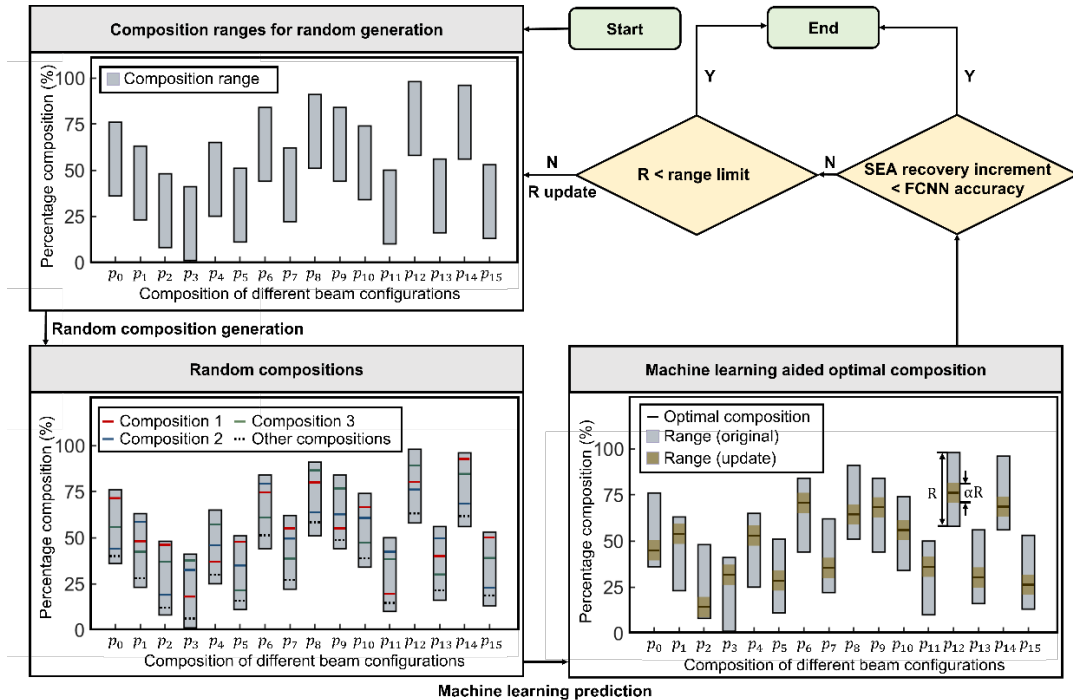 Composition ranges for random generation
Composition range
Percentage composition (%)
100
75
50
25
0
p0 p1 p2 p3 p4 p5 p6 p7 p8 p9 p10 p11 p12 p13 p14 p15
Composition of different beam configurations
Start
End
Y
Y
N
R update
R < range limit
N
SEA recovery increment
< FCNN accuracy
Random composition generation
Random compositions
Composition 1
Composition 3
Composition 2
Other compositions
Percentage composition (%)
100
75
50
25
0
p0 p1 p2 p3 p4 p5 p6 p7 p8 p9 p10 p11 p12 p13 p14 p15
Composition of different beam configurations
Machine learning aided optimal composition
Optimal composition
Range (original)
Range (update)
R
αR
Percentage composition (%)
100
75
50
25
0
p0 p1 p2 p3 p4 p5 p6 p7 p8 p9 p10 p11 p12 p13 p14 p15
Composition of different beam configurations
Machine learning prediction